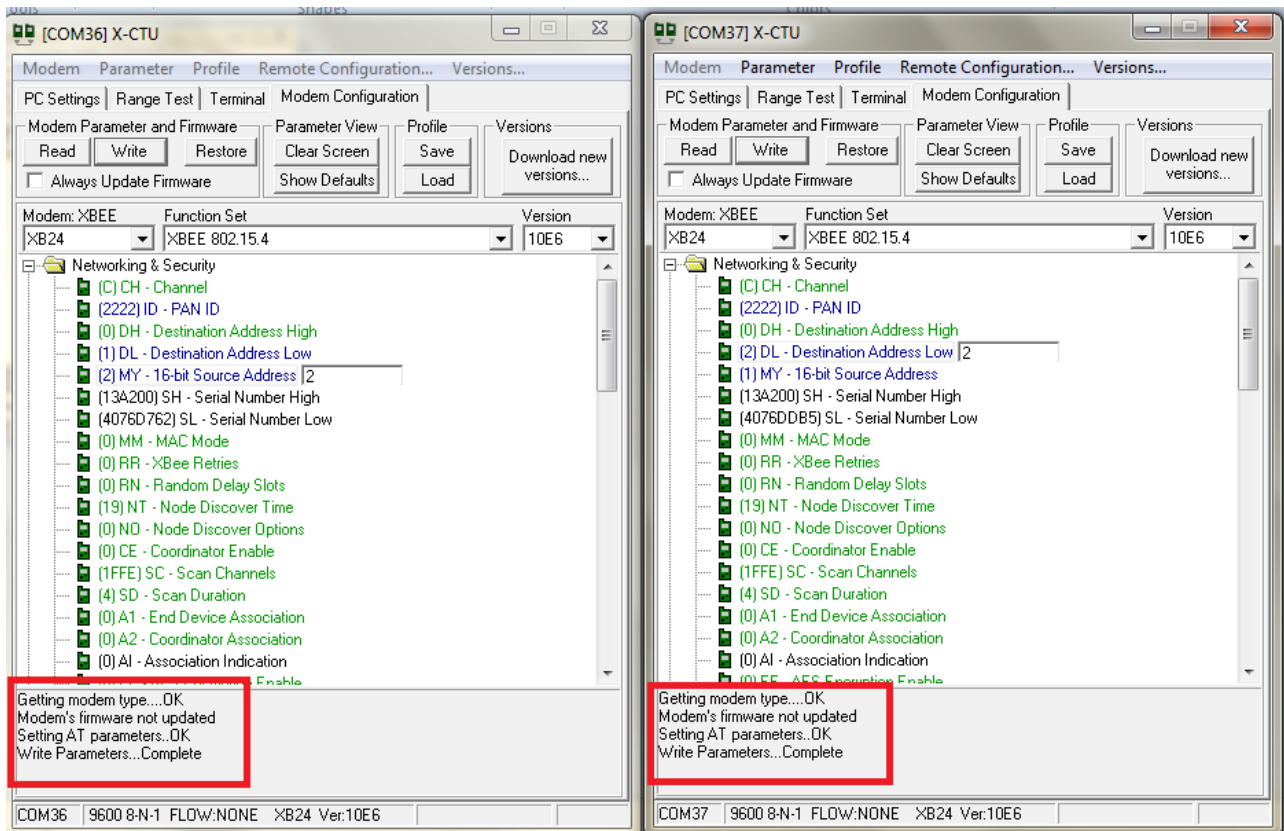 [COM36] X-CTU
Modem Parameter Profile Remote Configuration... Versions...
PC Settings Range Test Terminal Modem Configuration
Modem Parameter and Firmware Parameter View Profile Versions
Read Write Restore Clear Screen Save Download new versions...
Always Update Firmware Show Defaults Load
Modem: XBEE Function Set Version
XB24 XBEE 802.15.4 10E6
Networking & Security
(C) CH - Channel
(2222) ID - PAN ID
(0) DH - Destination Address High
(1) DL - Destination Address Low
(2) MY - 16-bit Source Address 2
(13A200) SH - Serial Number High
(4076D762) SL - Serial Number Low
(0) MM - MAC Mode
(0) RR - XBee Retries
(0) RN - Random Delay Slots
(19) NT - Node Discover Time
(0) NO - Node Discover Options
(0) CE - Coordinator Enable
(1FFE) SC - Scan Channels
(4) SD - Scan Duration
(0) A1 - End Device Association
(0) A2 - Coordinator Association
(0) AI - Association Indication
Getting modem type....OK
Modem's firmware not updated
Setting AT parameters..OK
Write Parameters...Complete
COM36 9600 8-N-1 FLOW:NONE XB24 Ver:10E6
[COM37] X-CTU
Modem Parameter Profile Remote Configuration... Versions...
PC Settings Range Test Terminal Modem Configuration
Modem Parameter and Firmware Parameter View Profile Versions
Read Write Restore Clear Screen Save Download new versions...
Always Update Firmware Show Defaults Load
Modem: XBEE Function Set Version
XB24 XBEE 802.15.4 10E6
Networking & Security
(C) CH - Channel
(2222) ID - PAN ID
(0) DH - Destination Address High
(2) DL - Destination Address Low 2
(1) MY - 16-bit Source Address
(13A200) SH - Serial Number High
(4076DDB5) SL - Serial Number Low
(0) MM - MAC Mode
(0) RR - XBee Retries
(0) RN - Random Delay Slots
(19) NT - Node Discover Time
(0) NO - Node Discover Options
(0) CE - Coordinator Enable
(1FFE) SC - Scan Channels
(4) SD - Scan Duration
(0) A1 - End Device Association
(0) A2 - Coordinator Association
(0) AI - Association Indication
(0) EE - AES Encryption Enable
Getting modem type....OK
Modem's firmware not updated
Setting AT parameters..OK
Write Parameters...Complete
COM37 9600 8-N-1 FLOW:NONE XB24 Ver:10E6